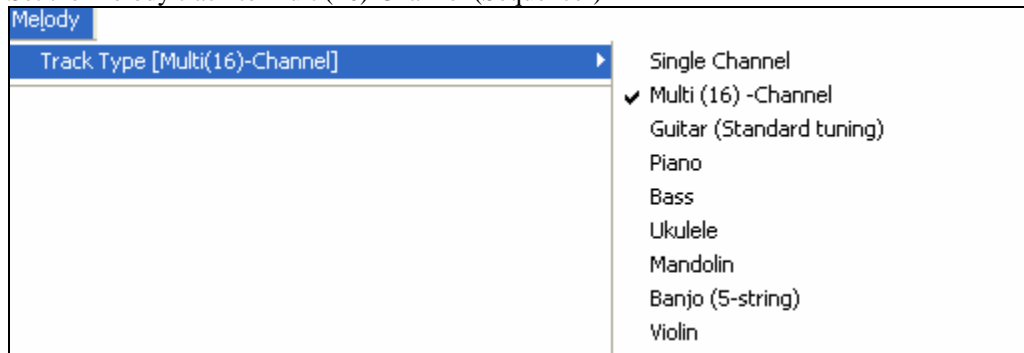 Melody
Track Type [Multi(16)-Channel]
Single Channel
Multi (16) -Channel
Guitar (Standard tuning)
Piano
Bass
Ukulele
Mandolin
Banjo (5-string)
Violin